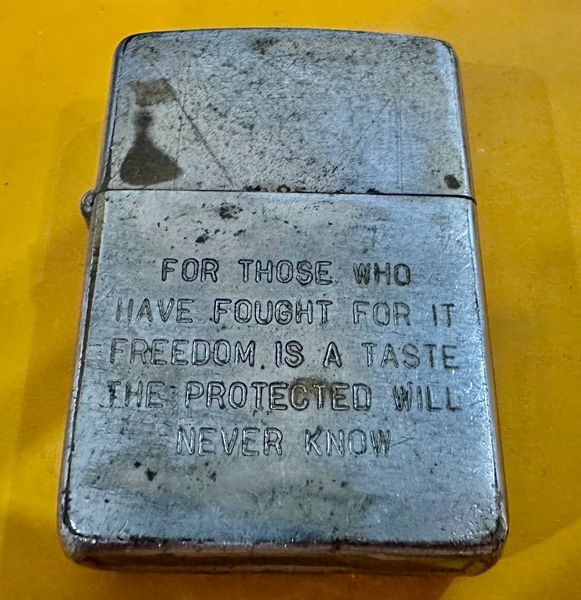 FOR THOSE WHO
HAVE FOUGHT FOR IT
FREEDOM IS A TASTE
THE PROTECTED WILL
NEVER KNOW